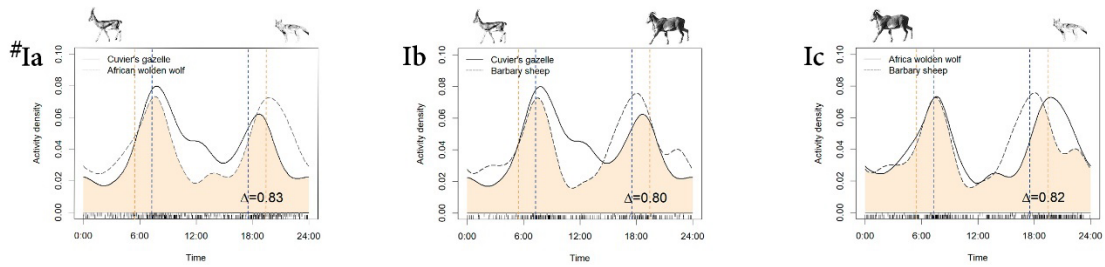 #Ia
Cuvier's gazelle
African wolden wolf
0.10
0.08
0.06
0.04
0.02
0.00
Activity density
Δ=0.83
0:00 6:00 12:00 18:00 24:00
Time
Ib
Cuvier's gazelle
Barbary sheep
0.10
0.08
0.06
0.04
0.02
0.00
Activity density
Δ=0.80
0:00 6:00 12:00 18:00 24:00
Time
Ic
Africa wolden wolf
Barbary sheep
0.10
0.08
0.06
0.04
0.02
0.00
Activity density
Δ=0.82
0:00 6:00 12:00 18:00 24:00
Time